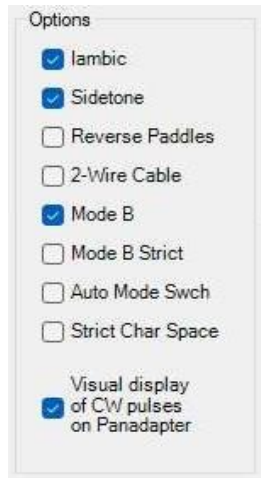 Options
Iambic
Sidetone
Reverse Paddles
2-Wire Cable
Mode B
Mode B Strict
Auto Mode Swch
Strict Char Space
Visual display
of CW pulses
on Panadapter